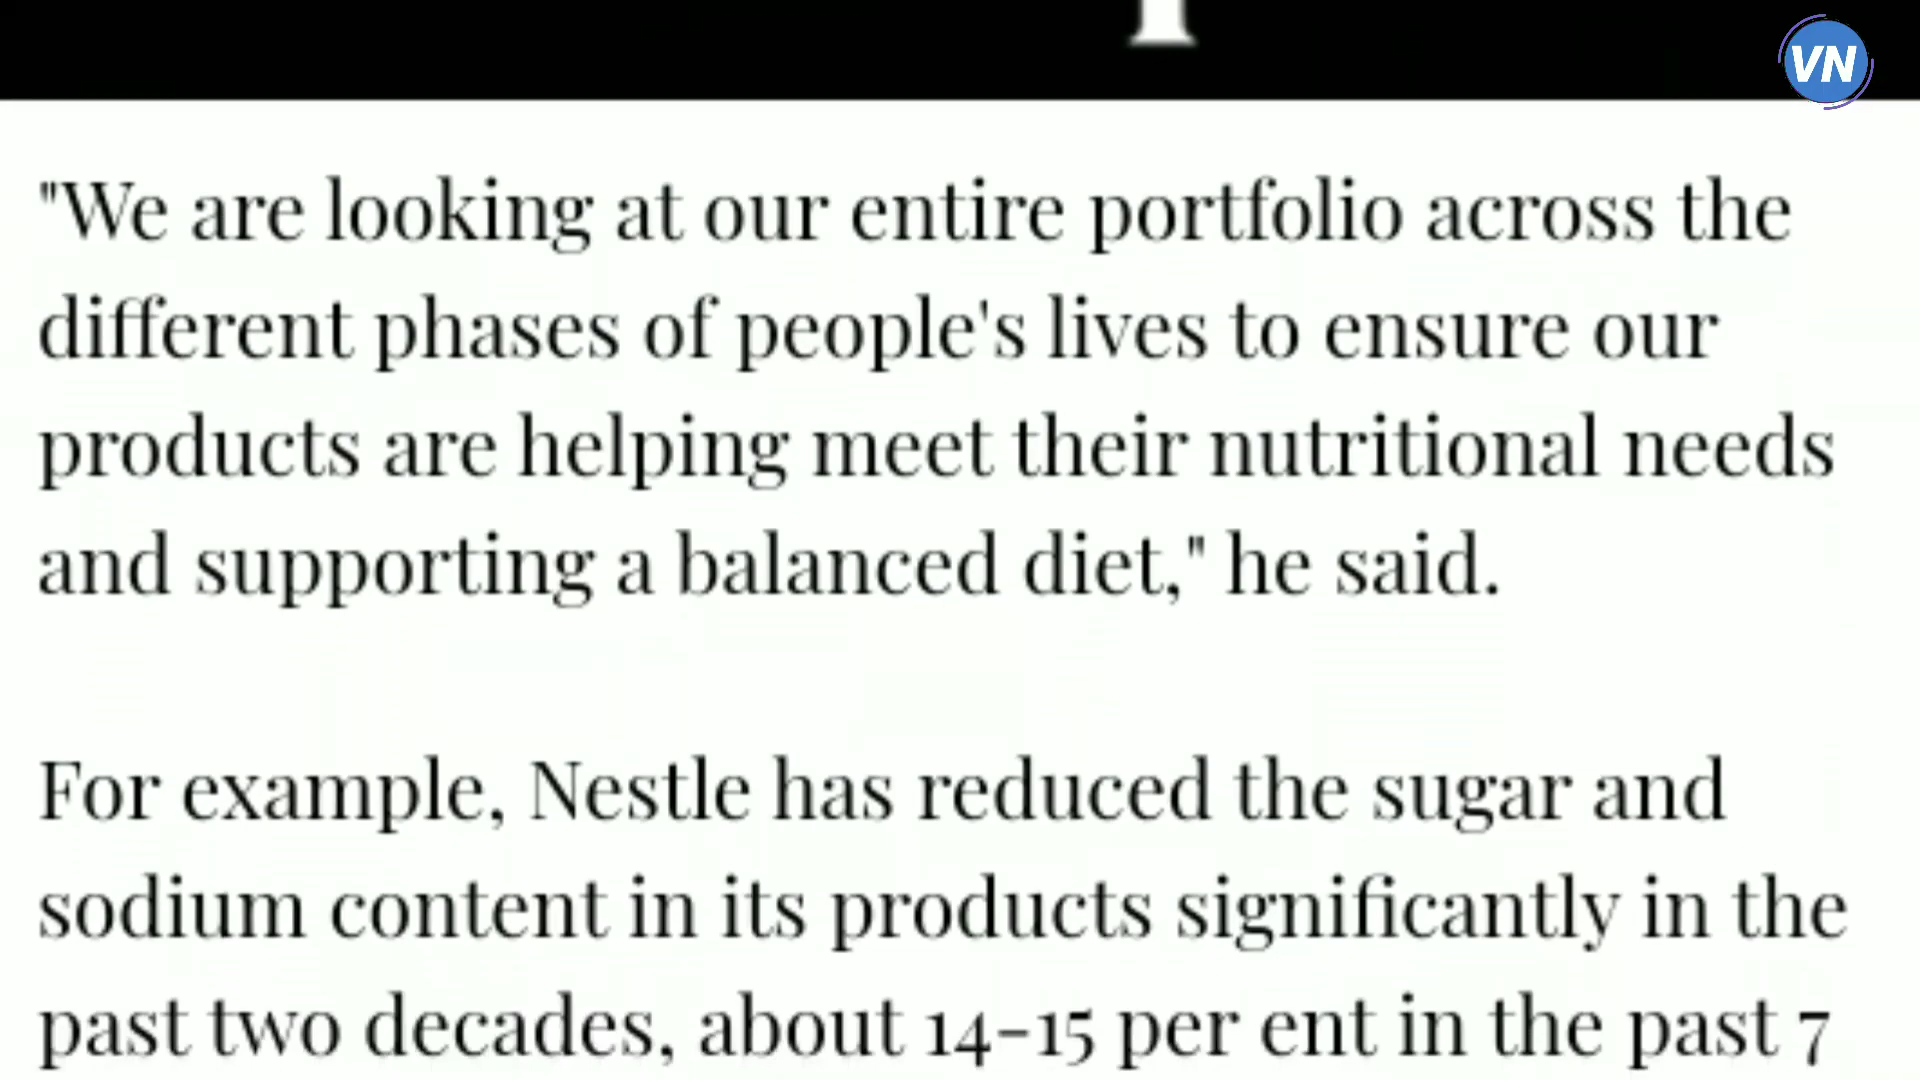 VN
"We are looking at our entire portfolio across the
different phases of people's lives to ensure our
products are helping meet their nutritional needs
and supporting a balanced diet," he said.
For example, Nestle has reduced the sugar and
sodium content in its products significantly in the
past two decades, about 14-15 per ent in the past 7